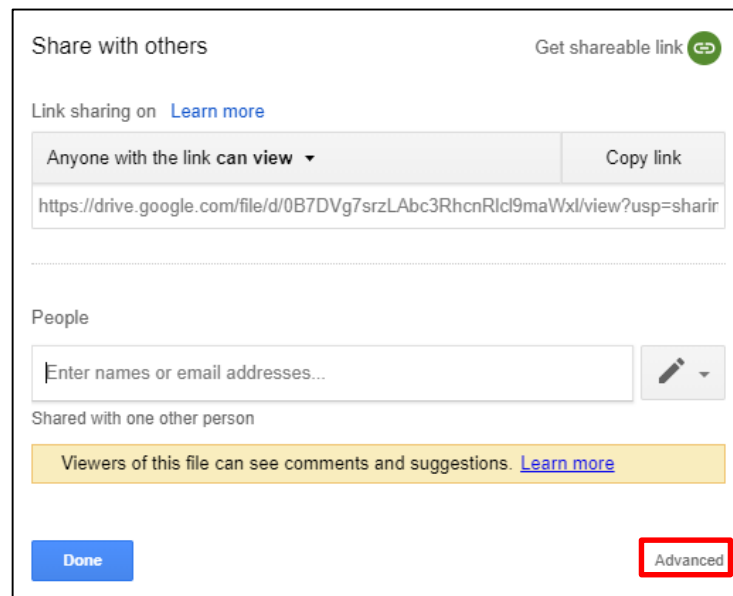 Share with others
Get shareable link
Link sharing on Learn more
Anyone with the link can view
Copy link
https://drive.google.com/file/d/0B7DVg7srzLAbc3RhcnRlcl9maWxl/view?usp=sharin
People
Enter names or email addresses...
Shared with one other person
Viewers of this file can see comments and suggestions. Learn more
Done
Advanced